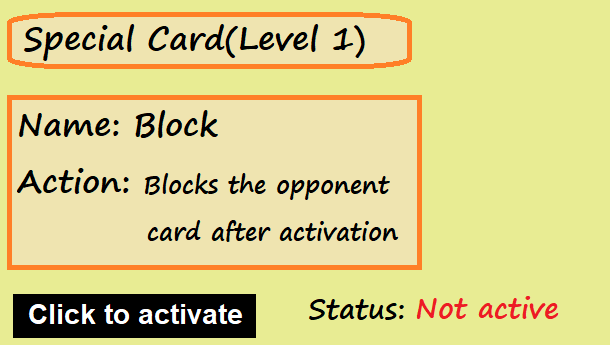 Special Card(Level 1)
Name: Block
Action: Blocks the opponent
card after activation
Click to activate
Status: Not active